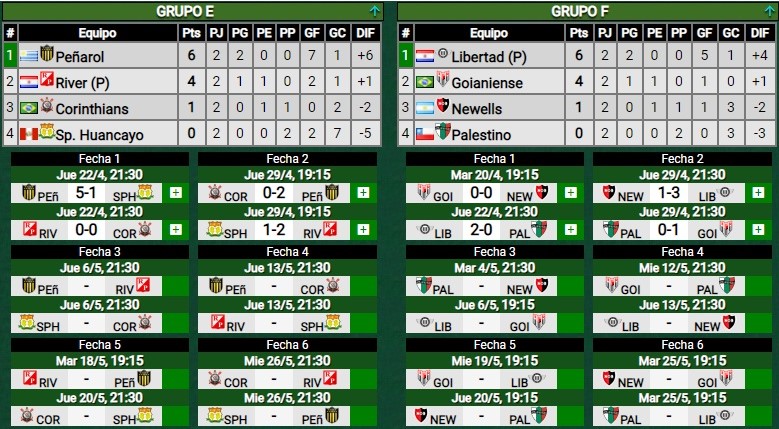 GRUPO E
# Equipo Pts PJ PG PE PP GF GC DIF
1 Peñarol 6 2 2 0 0 7 1 +6
2 River (P) 4 2 1 1 0 2 1 +1
3 Corinthians 1 2 0 1 1 0 2 -2
4 Sp. Huancayo 0 2 0 0 2 2 7 -5
Fecha 1
Jue 22/4, 21:30
PEñ 5-1 SPH +
Jue 22/4, 21:30
RIV 0-0 COR +
Fecha 2
Jue 29/4, 19:15
COR 0-2 PEñ +
Jue 29/4, 19:15
SPH 1-2 RIV +
Fecha 3
Jue 6/5, 21:30
PEñ - RIV
Jue 6/5, 21:30
SPH - COR
Fecha 4
Jue 13/5, 21:30
PEñ - COR
Jue 13/5, 21:30
RIV - SPH
Fecha 5
Mar 18/5, 19:15
RIV - PEñ
Jue 20/5, 21:30
COR - SPH
Fecha 6
Mie 26/5, 21:30
COR - RIV
Mie 26/5, 21:30
SPH - PEñ
GRUPO F
# Equipo Pts PJ PG PE PP GF GC DIF
1 Libertad (P) 6 2 2 0 0 5 1 +4
2 Goianiense 4 2 1 1 0 1 0 +1
3 Newells 1 2 0 1 1 1 3 -2
4 Palestino 0 2 0 0 2 0 3 -3
Fecha 1
Mar 20/4, 19:15
GOI 0-0 NEW +
Jue 22/4, 19:15
LIB 2-0 PAL +
Fecha 2
Jue 29/4, 21:30
NEW 1-3 LIB +
Jue 29/4, 21:30
PAL 0-1 GOI +
Fecha 3
Mar 4/5, 21:30
PAL - NEW
Jue 6/5, 19:15
LIB - GOI
Fecha 4
Mie 12/5, 21:30
GOI - PAL
Jue 13/5, 21:30
LIB - NEW
Fecha 5
Mie 19/5, 19:15
GOI - LIB
Jue 20/5, 19:15
NEW - PAL
Fecha 6
Mar 25/5, 19:15
NEW - GOI
Mar 25/5, 19:15
PAL - LIB